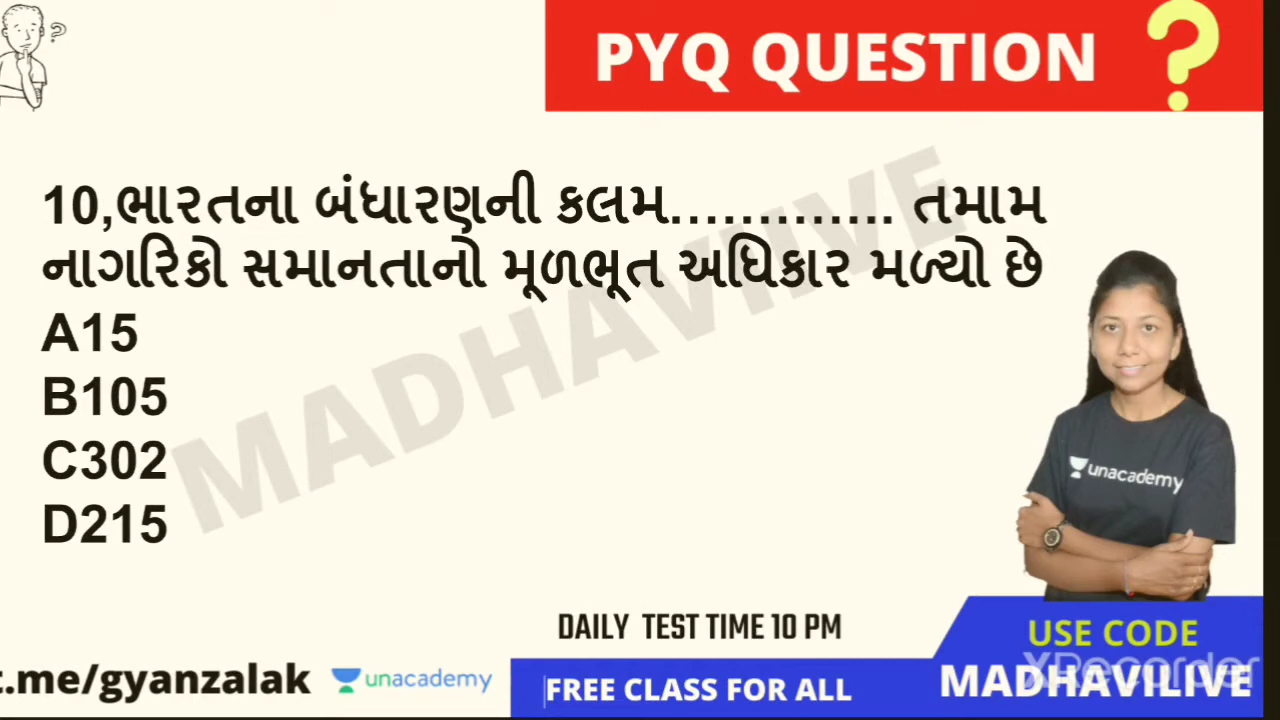 ?
PYQ QUESTION
?
10,ભારતના બંધારણની કલમ............. તમામ
નાગરિકો સમાનતાનો મૂળભૂત અધિકાર મળ્યો છે
A15
B105
C302
D215
MADHAVILIVE
unacademy
DAILY TEST TIME 10 PM
USE CODE
t.me/gyanzalak
unacademy
FREE CLASS FOR ALL
MADHAVILIVE
XRecorder